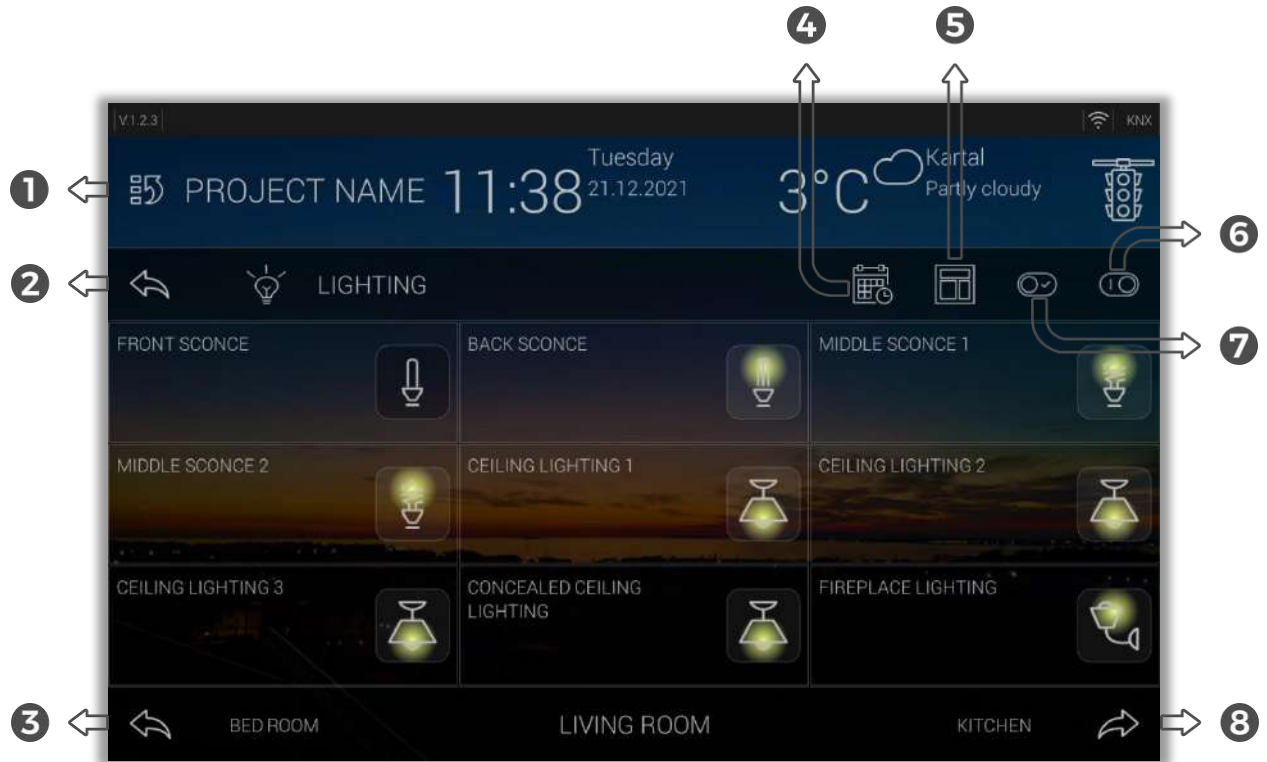 4 5
V.1.2.3 KNX
1 PROJECT NAME 11:38 Tuesday
21.12.2021 3°C Kartal
Partly cloudy
6
2 LIGHTING
7
FRONT SCONCE BACK SCONCE MIDDLE SCONCE 1
MIDDLE SCONCE 2 CEILING LIGHTING 1 CEILING LIGHTING 2
CEILING LIGHTING 3 CONCEALED CEILING
LIGHTING FIREPLACE LIGHTING
3 BED ROOM LIVING ROOM KITCHEN 8